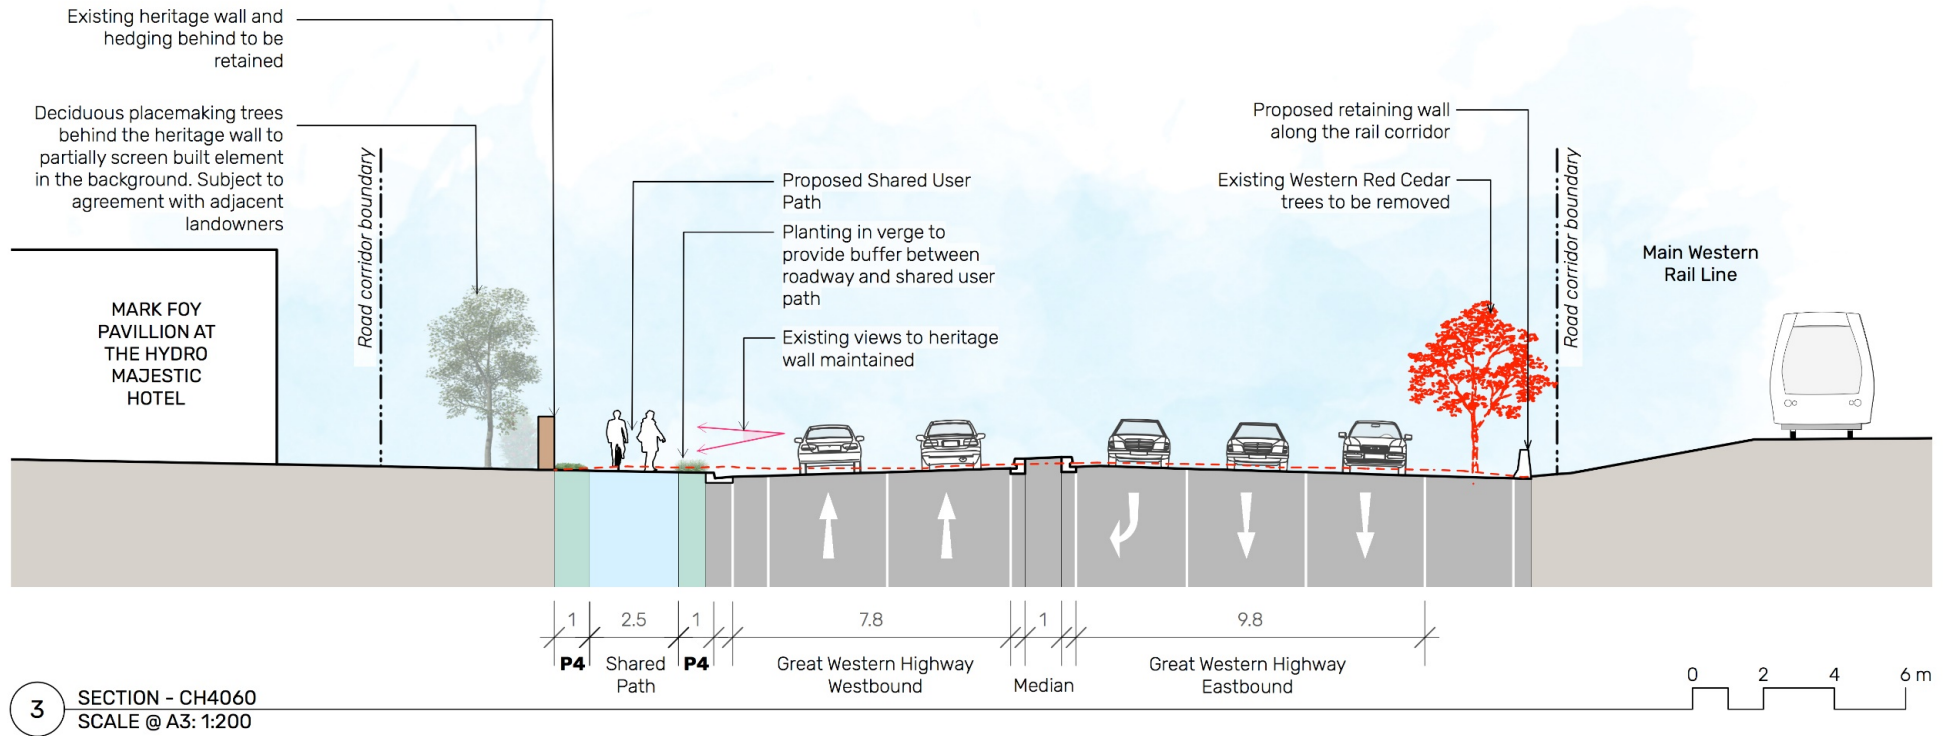 Existing heritage wall and
hedging behind to be
retained
Deciduous placemaking trees
behind the heritage wall to
partially screen built element
in the background. Subject to
agreement with adjacent
landowners
Road corridor boundary
MARK FOY
PAVILLION AT
THE HYDRO
MAJESTIC
HOTEL
Proposed Shared User
Path
Planting in verge to
provide buffer between
roadway and shared user
path
Existing views to heritage
wall maintained
Proposed retaining wall
along the rail corridor
Existing Western Red Cedar
trees to be removed
Road corridor boundary
Main Western
Rail Line
1 2.5 1 7.8 1 9.8
P4 Shared
Path
P4
Great Western Highway
Westbound
Median
Great Western Highway
Eastbound
0 2 4 6 m
3
SECTION - CH4060
SCALE @ A3: 1:200